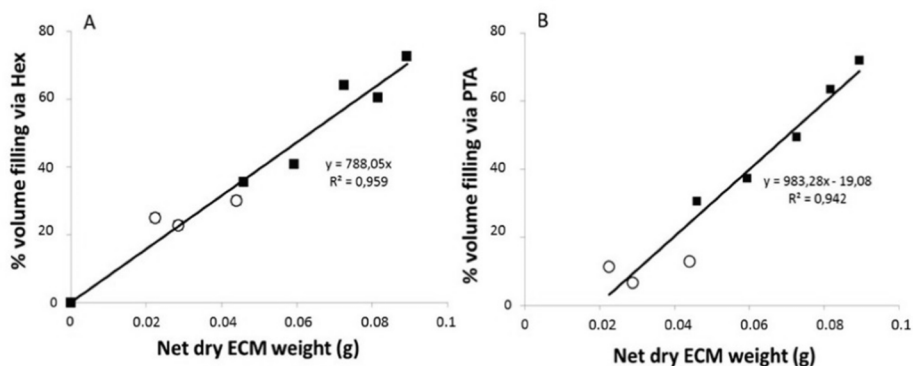 A
% volume filling via Hex
80
60
40
20
0
0
0.02
0.04
0.06
0.08
0.1
y = 788,05x
R² = 0,959
Net dry ECM weight (g)
B
% volume filling via PTA
80
60
40
20
0
0
0.02
0.04
0.06
0.08
0.1
y = 983,28x - 19,08
R² = 0,942
Net dry ECM weight (g)